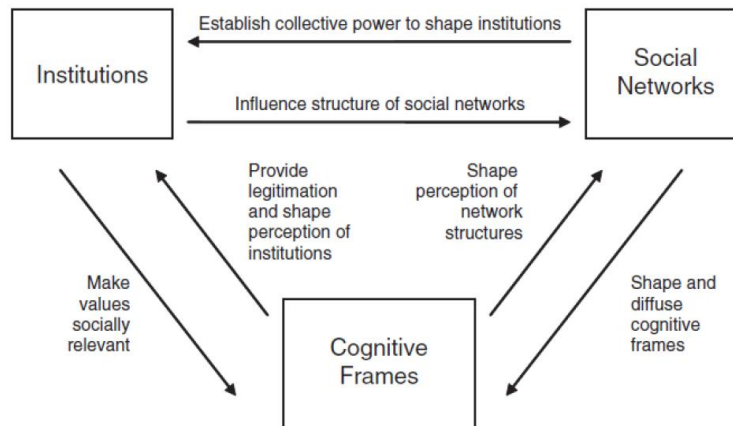 Establish collective power to shape institutions
Institutions
Social
Networks
Influence structure of social networks
Provide
legitimation
and shape
perception of
institutions
Shape
perception of
network
structures
Make
values
socially
relevant
Shape and
diffuse
cognitive
frames
Cognitive
Frames